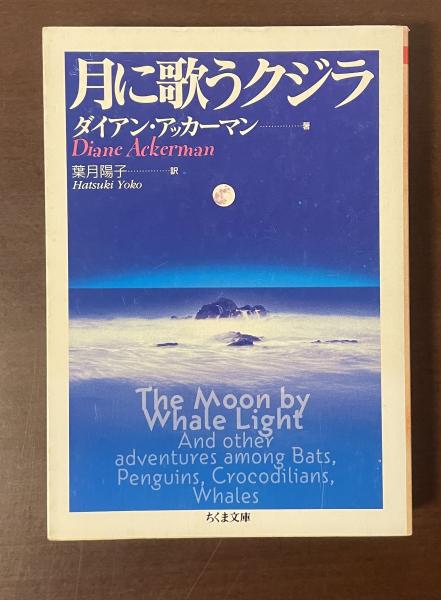 月に歌うクジラ
ダイアン・アッカーマン……………著
Diane Ackerman
葉月陽子……………訳
Hatsuki Yoko
The Moon by
Whale Light
And other
adventures among Bats,
Penguins, Crocodilians,
Whales
ちくま文庫